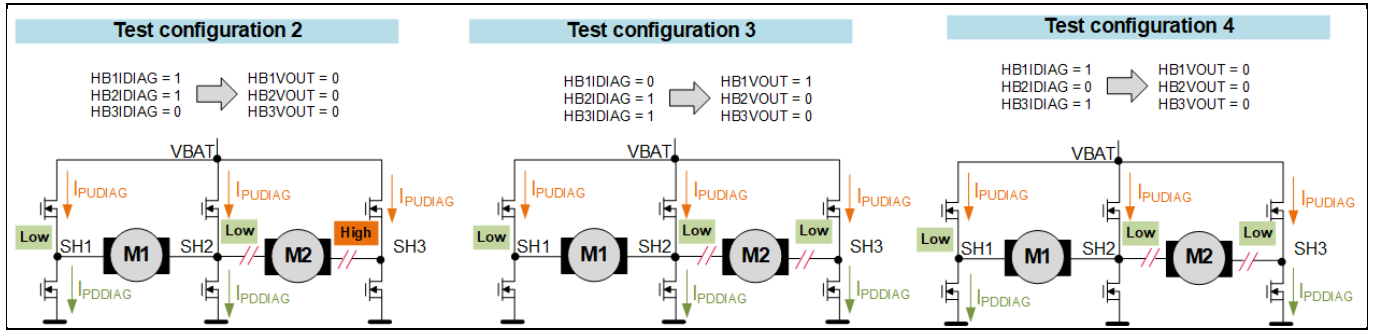 Test configuration 2
HB1IDIAG = 1
HB2IDIAG = 1
HB3IDIAG = 0
HB1VOUT = 0
HB2VOUT = 0
HB3VOUT = 0
VBAT
IPUDIAG
IPUDIAG
IPUDIAG
Low
Low
High
SH1
M1
SH2
M2
SH3
IPDDIAG
IPDDIAG
Test configuration 3
HB1IDIAG = 0
HB2IDIAG = 1
HB3IDIAG = 1
HB1VOUT = 1
HB2VOUT = 0
HB3VOUT = 0
VBAT
IPUDIAG
IPUDIAG
IPUDIAG
Low
Low
Low
SH1
M1
SH2
M2
SH3
IPDDIAG
IPDDIAG
Test configuration 4
HB1IDIAG = 1
HB2IDIAG = 0
HB3IDIAG = 1
HB1VOUT = 0
HB2VOUT = 0
HB3VOUT = 0
VBAT
IPUDIAG
IPUDIAG
IPUDIAG
Low
Low
Low
SH1
M1
SH2
M2
SH3
IPDDIAG
IPDDIAG